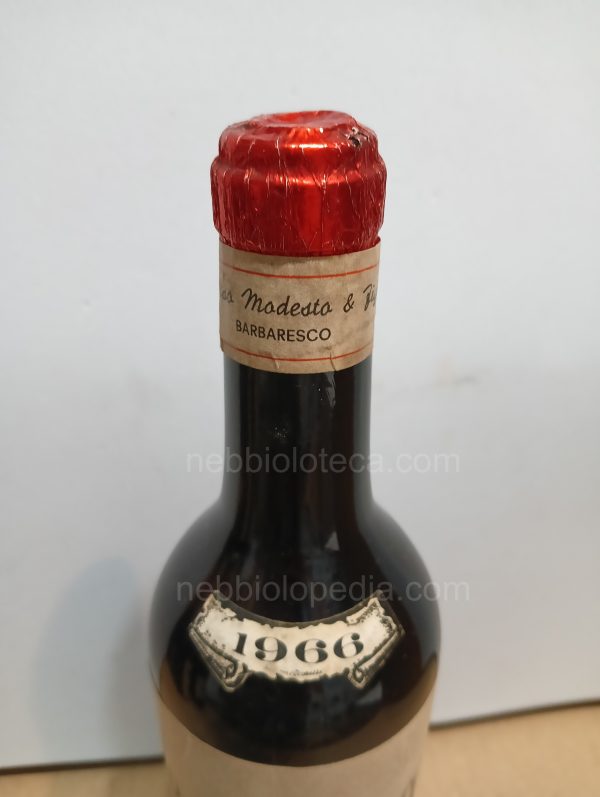 Modesto &
BARBARESCO
nebbioloteca.com
nebbiolopedia.com
1966